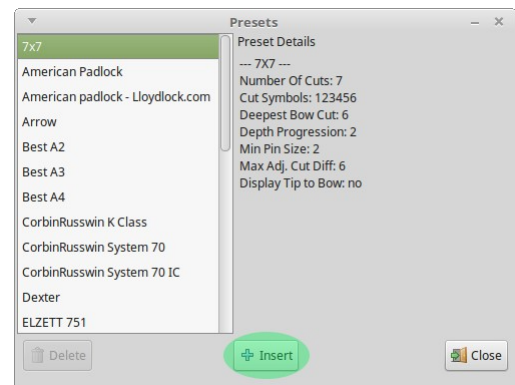 Presets
7x7
American Padlock
American padlock - Lloydlock.com
Arrow
Best A2
Best A3
Best A4
CorbinRusswin K Class
CorbinRusswin System 70
CorbinRusswin System 70 IC
Dexter
ELZETT 751
Preset Details
--- 7X7 ---
Number Of Cuts: 7
Cut Symbols: 123456
Deepest Bow Cut: 6
Depth Progression: 2
Min Pin Size: 2
Max Adj. Cut Diff: 6
Display Tip to Bow: no
Delete
Insert
Close